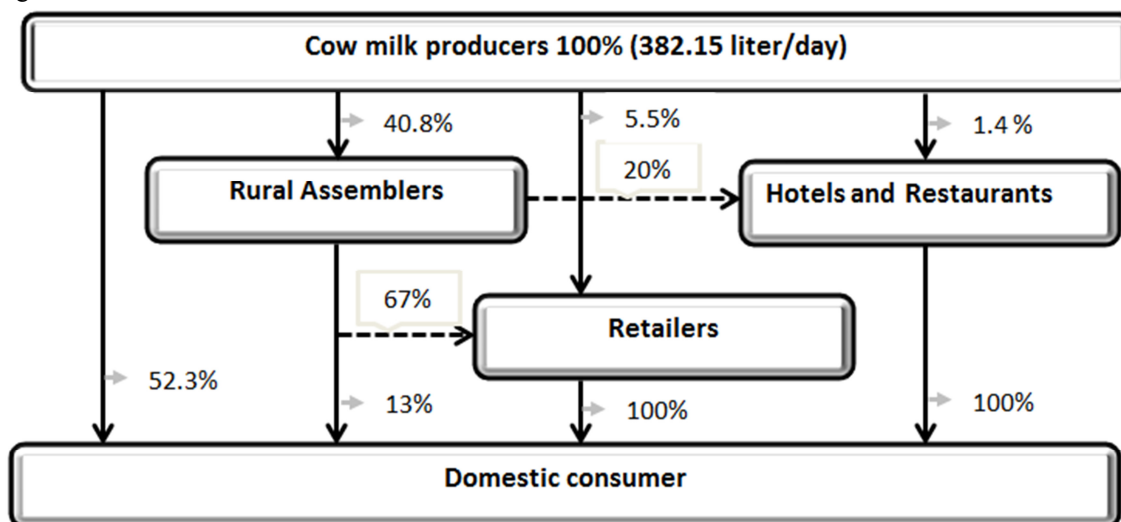 Cow milk producers 100% (382.15 liter/day)
40.8%
5.5%
1.4 %
20%
Rural Assemblers
Hotels and Restaurants
67%
Retailers
52.3%
13%
100%
100%
Domestic consumer